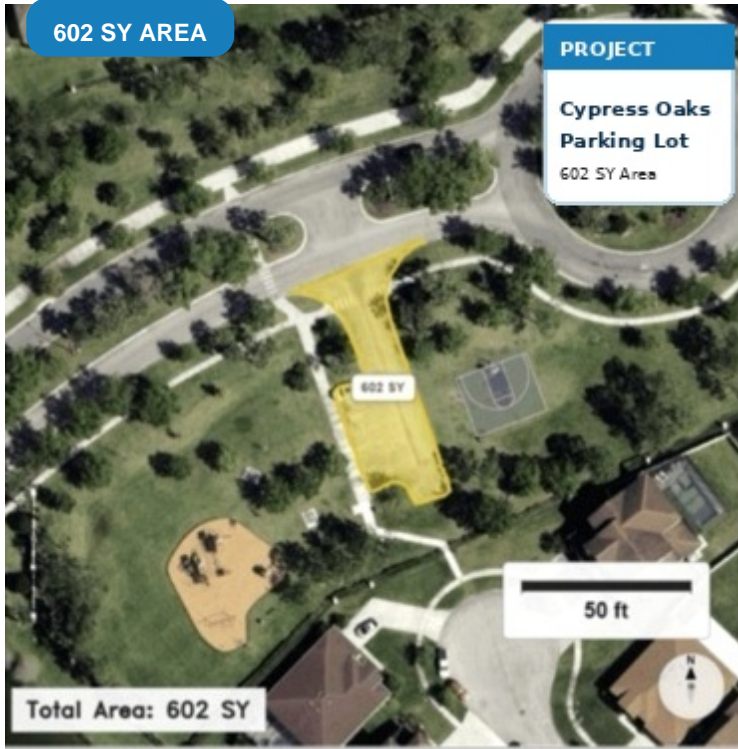 602 SY AREA
PROJECT
Cypress Oaks
Parking Lot
602 SY Area
602 SY
50 ft
N
Total Area: 602 SY